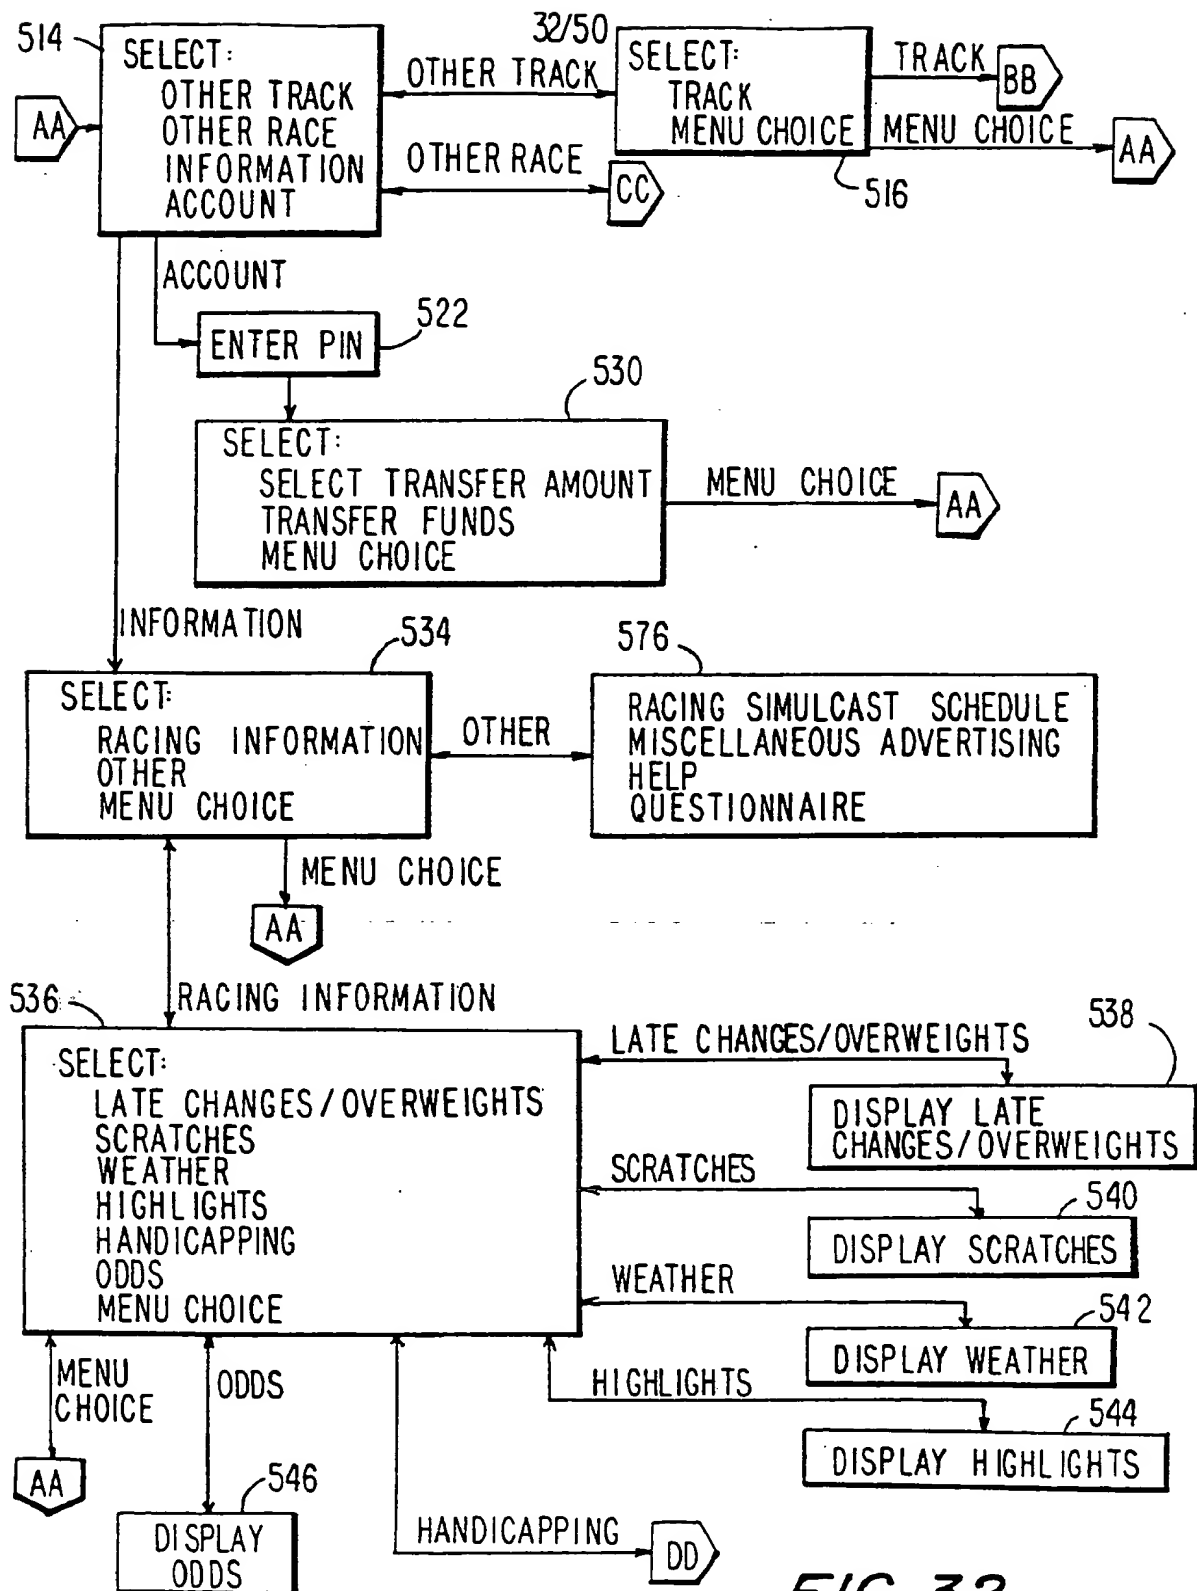 514
SELECT:
OTHER TRACK
OTHER RACE
INFORMATION
ACCOUNT
AA
OTHER TRACK
OTHER RACE
CC
32/50
SELECT:
TRACK
MENU CHOICE
516
TRACK
BB
MENU CHOICE
AA
ACCOUNT
ENTER PIN
522
530
SELECT:
SELECT TRANSFER AMOUNT
TRANSFER FUNDS
MENU CHOICE
MENU CHOICE
AA
INFORMATION
534
SELECT:
RACING INFORMATION
OTHER
MENU CHOICE
OTHER
576
RACING SIMULCAST SCHEDULE
MISCELLANEOUS ADVERTISING
HELP
QUESTIONNAIRE
MENU CHOICE
AA
RACING INFORMATION
536
SELECT:
LATE CHANGES/OVERWEIGHTS
SCRATCHES
WEATHER
HIGHLIGHTS
HANDICAPPING
ODDS
MENU CHOICE
LATE CHANGES/OVERWEIGHTS
538
DISPLAY LATE
CHANGES/OVERWEIGHTS
SCRATCHES
540
DISPLAY SCRATCHES
WEATHER
542
DISPLAY WEATHER
HIGHLIGHTS
544
DISPLAY HIGHLIGHTS
MENU
CHOICE
AA
ODDS
546
DISPLAY
ODDS
HANDICAPPING
DD
FIG. 32